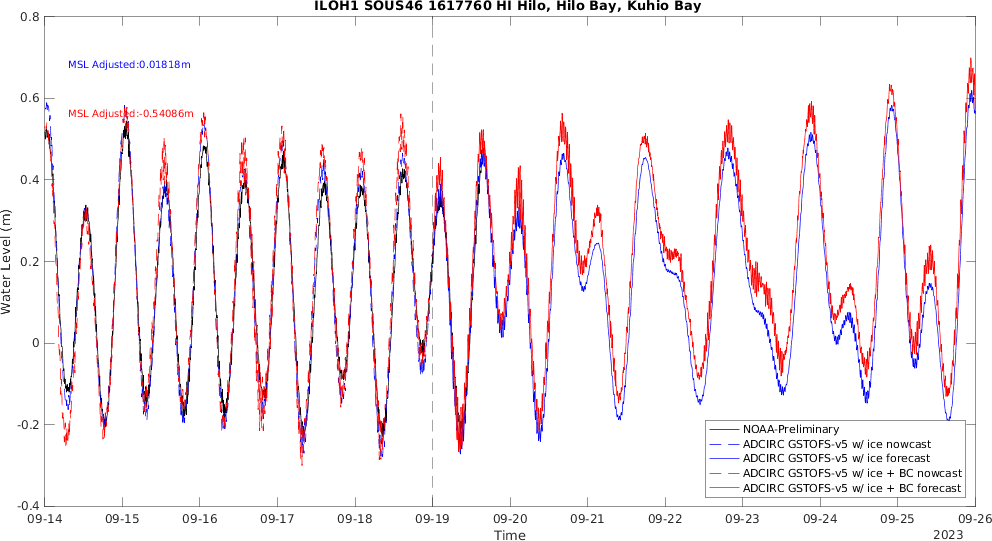 ILOH1 SOUS46 1617760 HI Hilo, Hilo Bay, Kuhio Bay
MSL Adjusted:0.01818m
MSL Adjusted:-0.54086m
Water Level (m)
0.8
0.6
0.4
0.2
0
-0.2
-0.4
NOAA-Preliminary
ADCIRC GSTOFS-v5 w/ ice nowcast
ADCIRC GSTOFS-v5 w/ ice forecast
ADCIRC GSTOFS-v5 w/ ice + BC nowcast
ADCIRC GSTOFS-v5 w/ ice + BC forecast
09-14 09-15 09-16 09-17 09-18 09-19 09-20 09-21 09-22 09-23 09-24 09-25 09-26
Time
2023